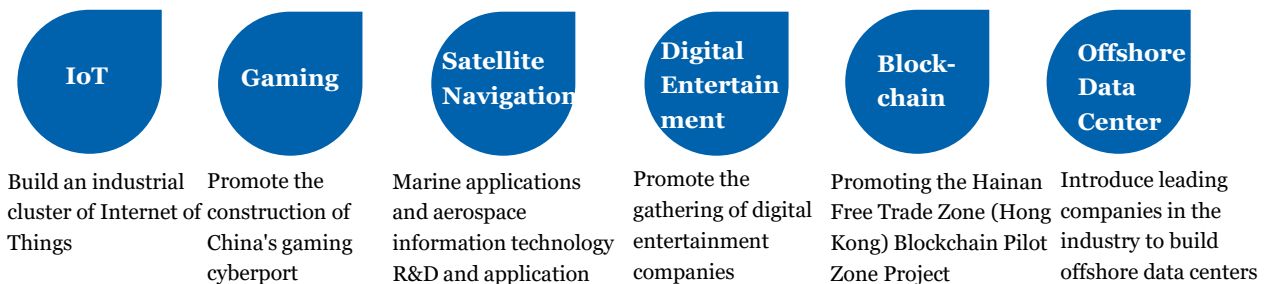 IoT
Gaming
Satellite
Navigation
Digital
Entertain
ment
Block-
chain
Offshore
Data
Center
Build an industrial
cluster of Internet of
Things
Promote the
construction of
China's gaming
cyberport
Marine applications
and aerospace
information technology
R&D and application
Promote the
gathering of digital
entertainment
companies
Promoting the Hainan
Free Trade Zone (Hong
Kong) Blockchain Pilot
Zone Project
Introduce leading
companies in the
industry to build
offshore data centers